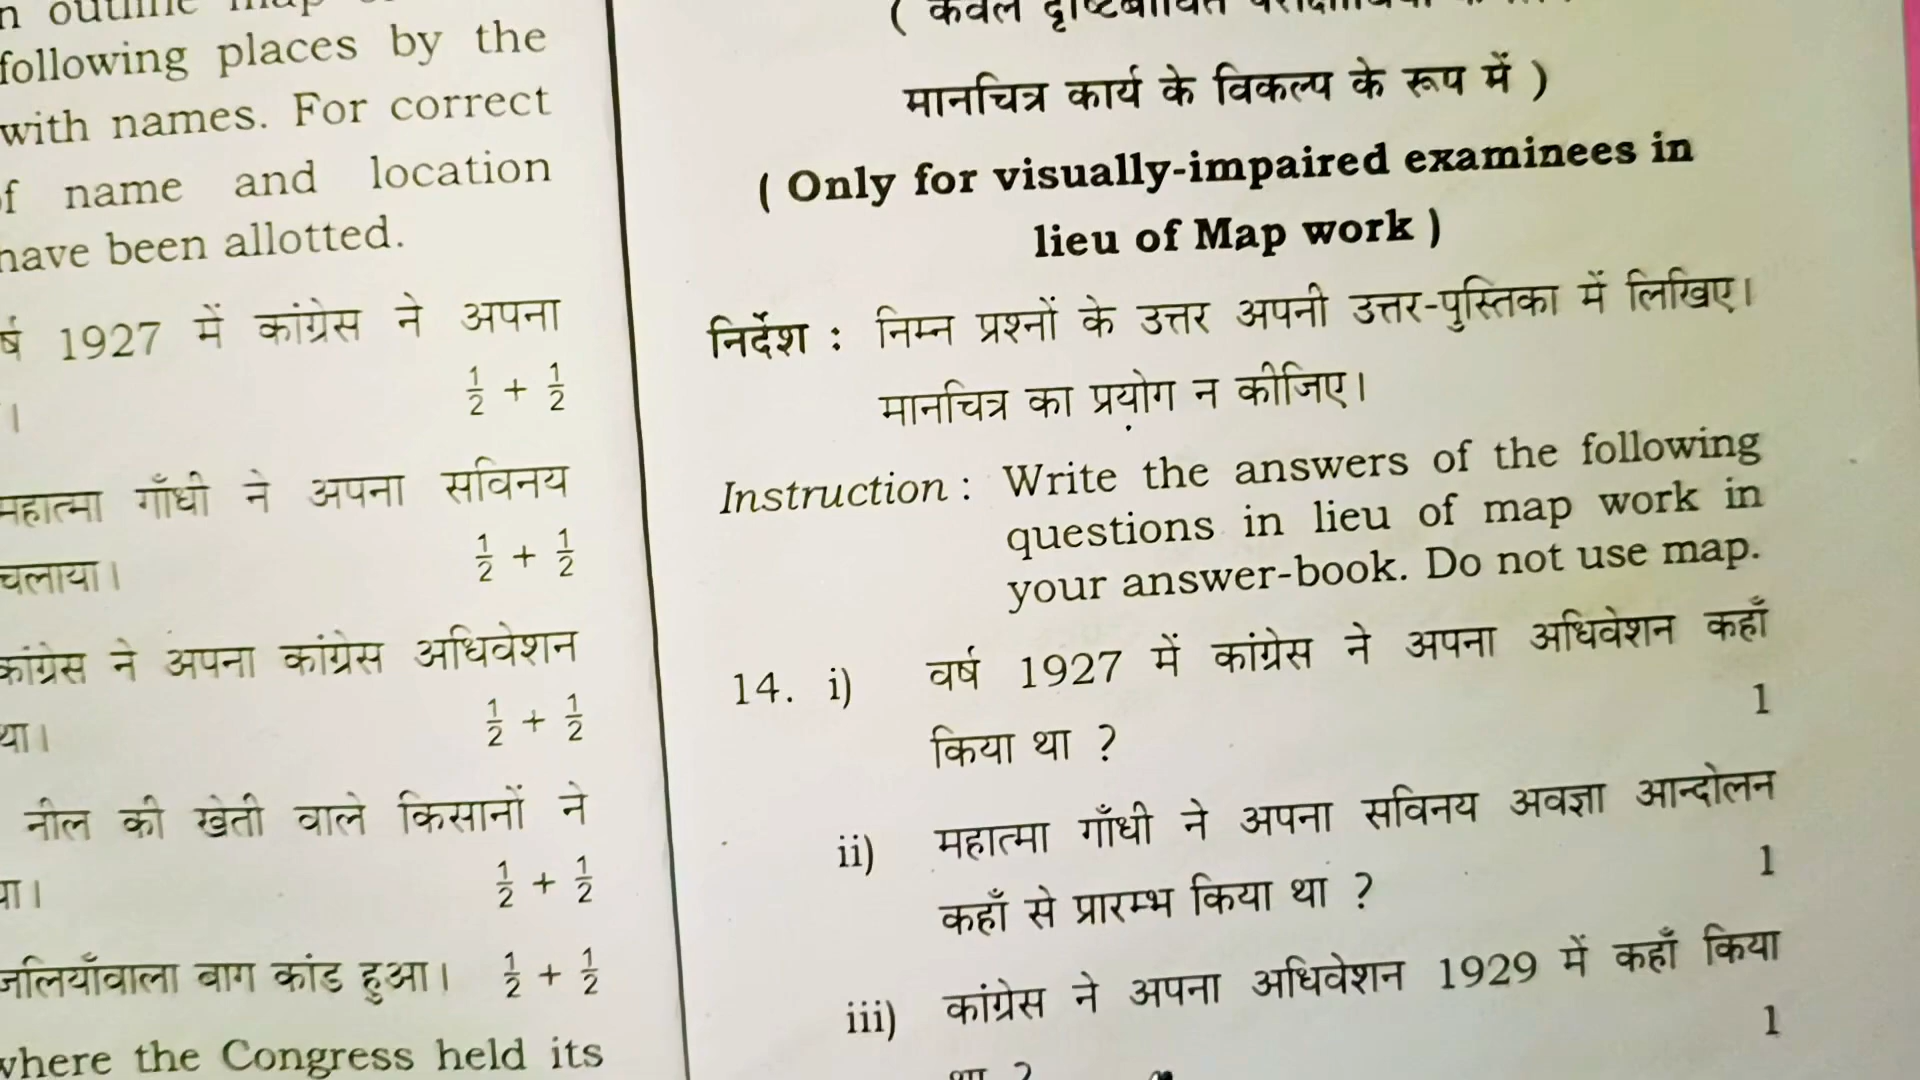 following places by the
with names. For correct
name and location
have been allotted.
1927 में कांग्रेस ने अपना
1/2 + 1/2
।
महात्मा गाँधी ने अपना सविनय
1/2 + 1/2
चलाया।
कांग्रेस ने अपना कांग्रेस अधिवेशन
1/2 + 1/2
था।
नील की खेती वाले किसानों ने
1/2 + 1/2
जलियाँवाला बाग कांड हुआ। 1/2 + 1/2
where the Congress held its
( केवल
मानचित्र कार्य के विकल्प के रूप में )
( Only for visually-impaired examinees in
lieu of Map work )
निर्देश : निम्न प्रश्नों के उत्तर अपनी उत्तर-पुस्तिका में लिखिए।
मानचित्र का प्रयोग न कीजिए।
Instruction : Write the answers of the following
questions in lieu of map work in
your answer-book. Do not use map.
14. i) वर्ष 1927 में कांग्रेस ने अपना अधिवेशन कहाँ
किया था ? 1
ii) महात्मा गाँधी ने अपना सविनय अवज्ञा आन्दोलन
कहाँ से प्रारम्भ किया था ? 1
iii) कांग्रेस ने अपना अधिवेशन 1929 में कहाँ किया
1